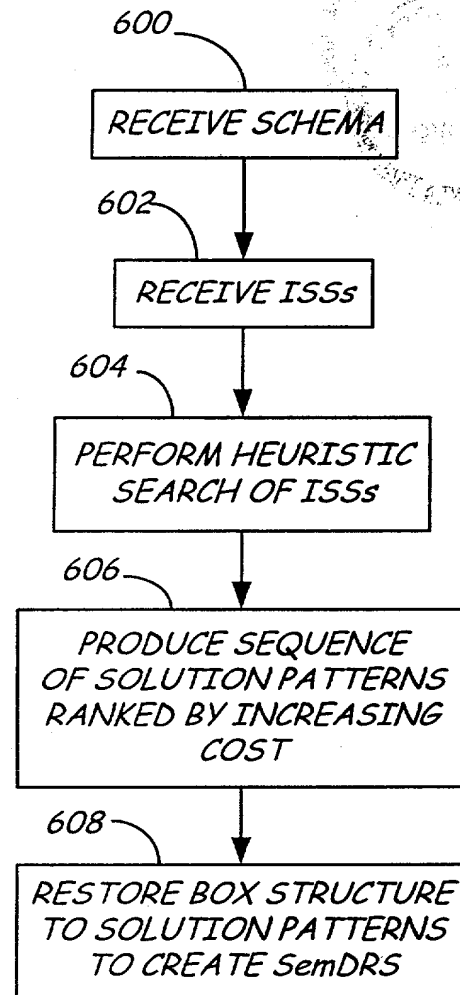 600
RECEIVE SCHEMA
602
RECEIVE ISSs
604
PERFORM HEURISTIC
SEARCH OF ISSs
606
PRODUCE SEQUENCE
OF SOLUTION PATTERNS
RANKED BY INCREASING
COST
608
RESTORE BOX STRUCTURE
TO SOLUTION PATTERNS
TO CREATE SemDRS